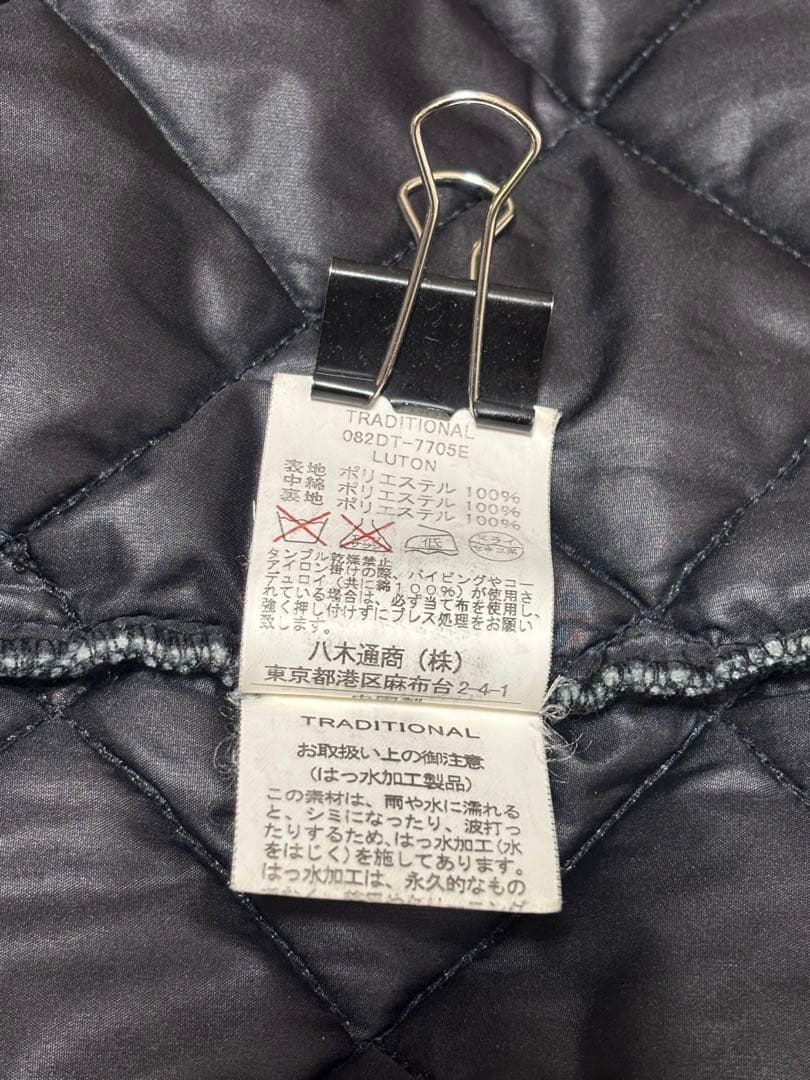 TRADITIONAL
082DT-7705E
LUTON
表地 ポリエステル 100%
中綿 ポリエステル 100%
裏地 ポリエステル 100%
低
ドライ
セキユ系
タンブル乾燥禁止
アイロン掛けの際、パイピングやコー
デュロイ(共に綿100%)が使用さ
れている場合は、必ず当て布を使用し、
強く押し付けずにプレス処理をお願い
致します。
八木通商(株)
東京都港区麻布台2-4-1
TRADITIONAL
お取扱い上の御注意
(はっ水加工製品)
この素材は、雨や水に濡れる
と、シミになったり、波打っ
たりするため、はっ水加工(水
をはじく)を施してあります。
はっ水加工は、永久的なもの